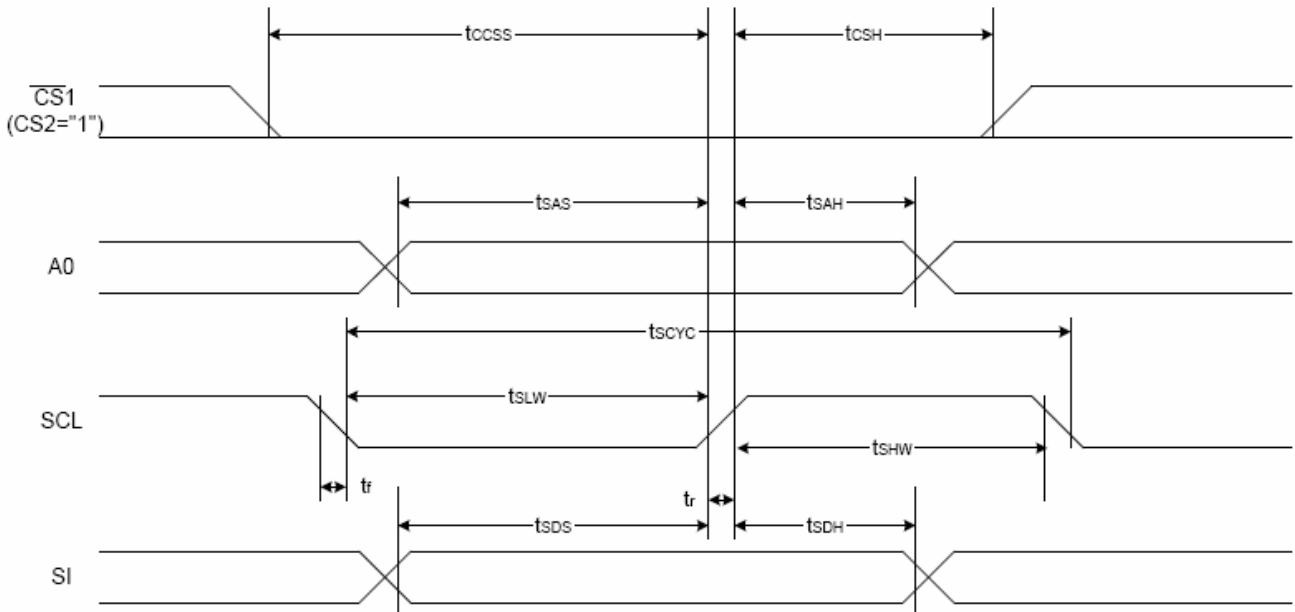 tCCSS
tCSH
CS1
(CS2="1")
tSAS
tSAH
A0
tSCYC
tSLW
SCL
tSHW
tf
tr
tSDS
tSDH
SI